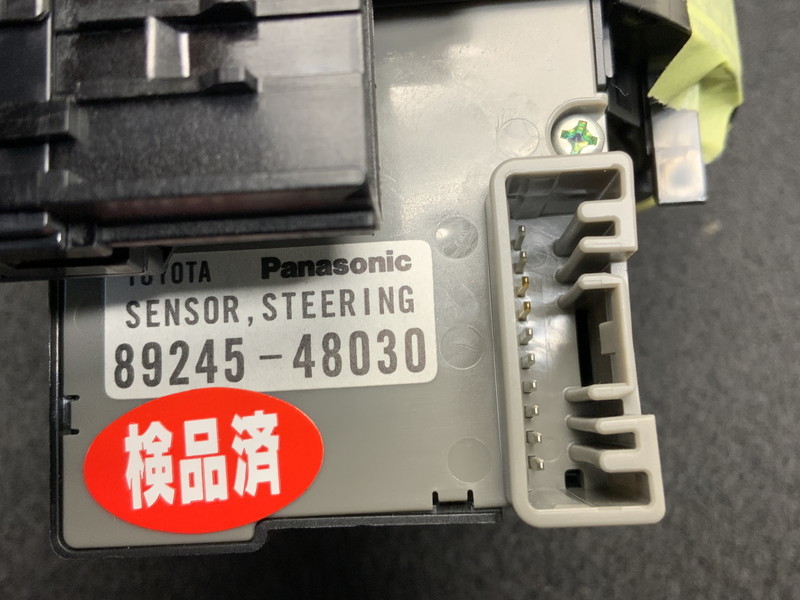 TOYOTA Panasonic
SENSOR,STEERING
89245-48030
検品済